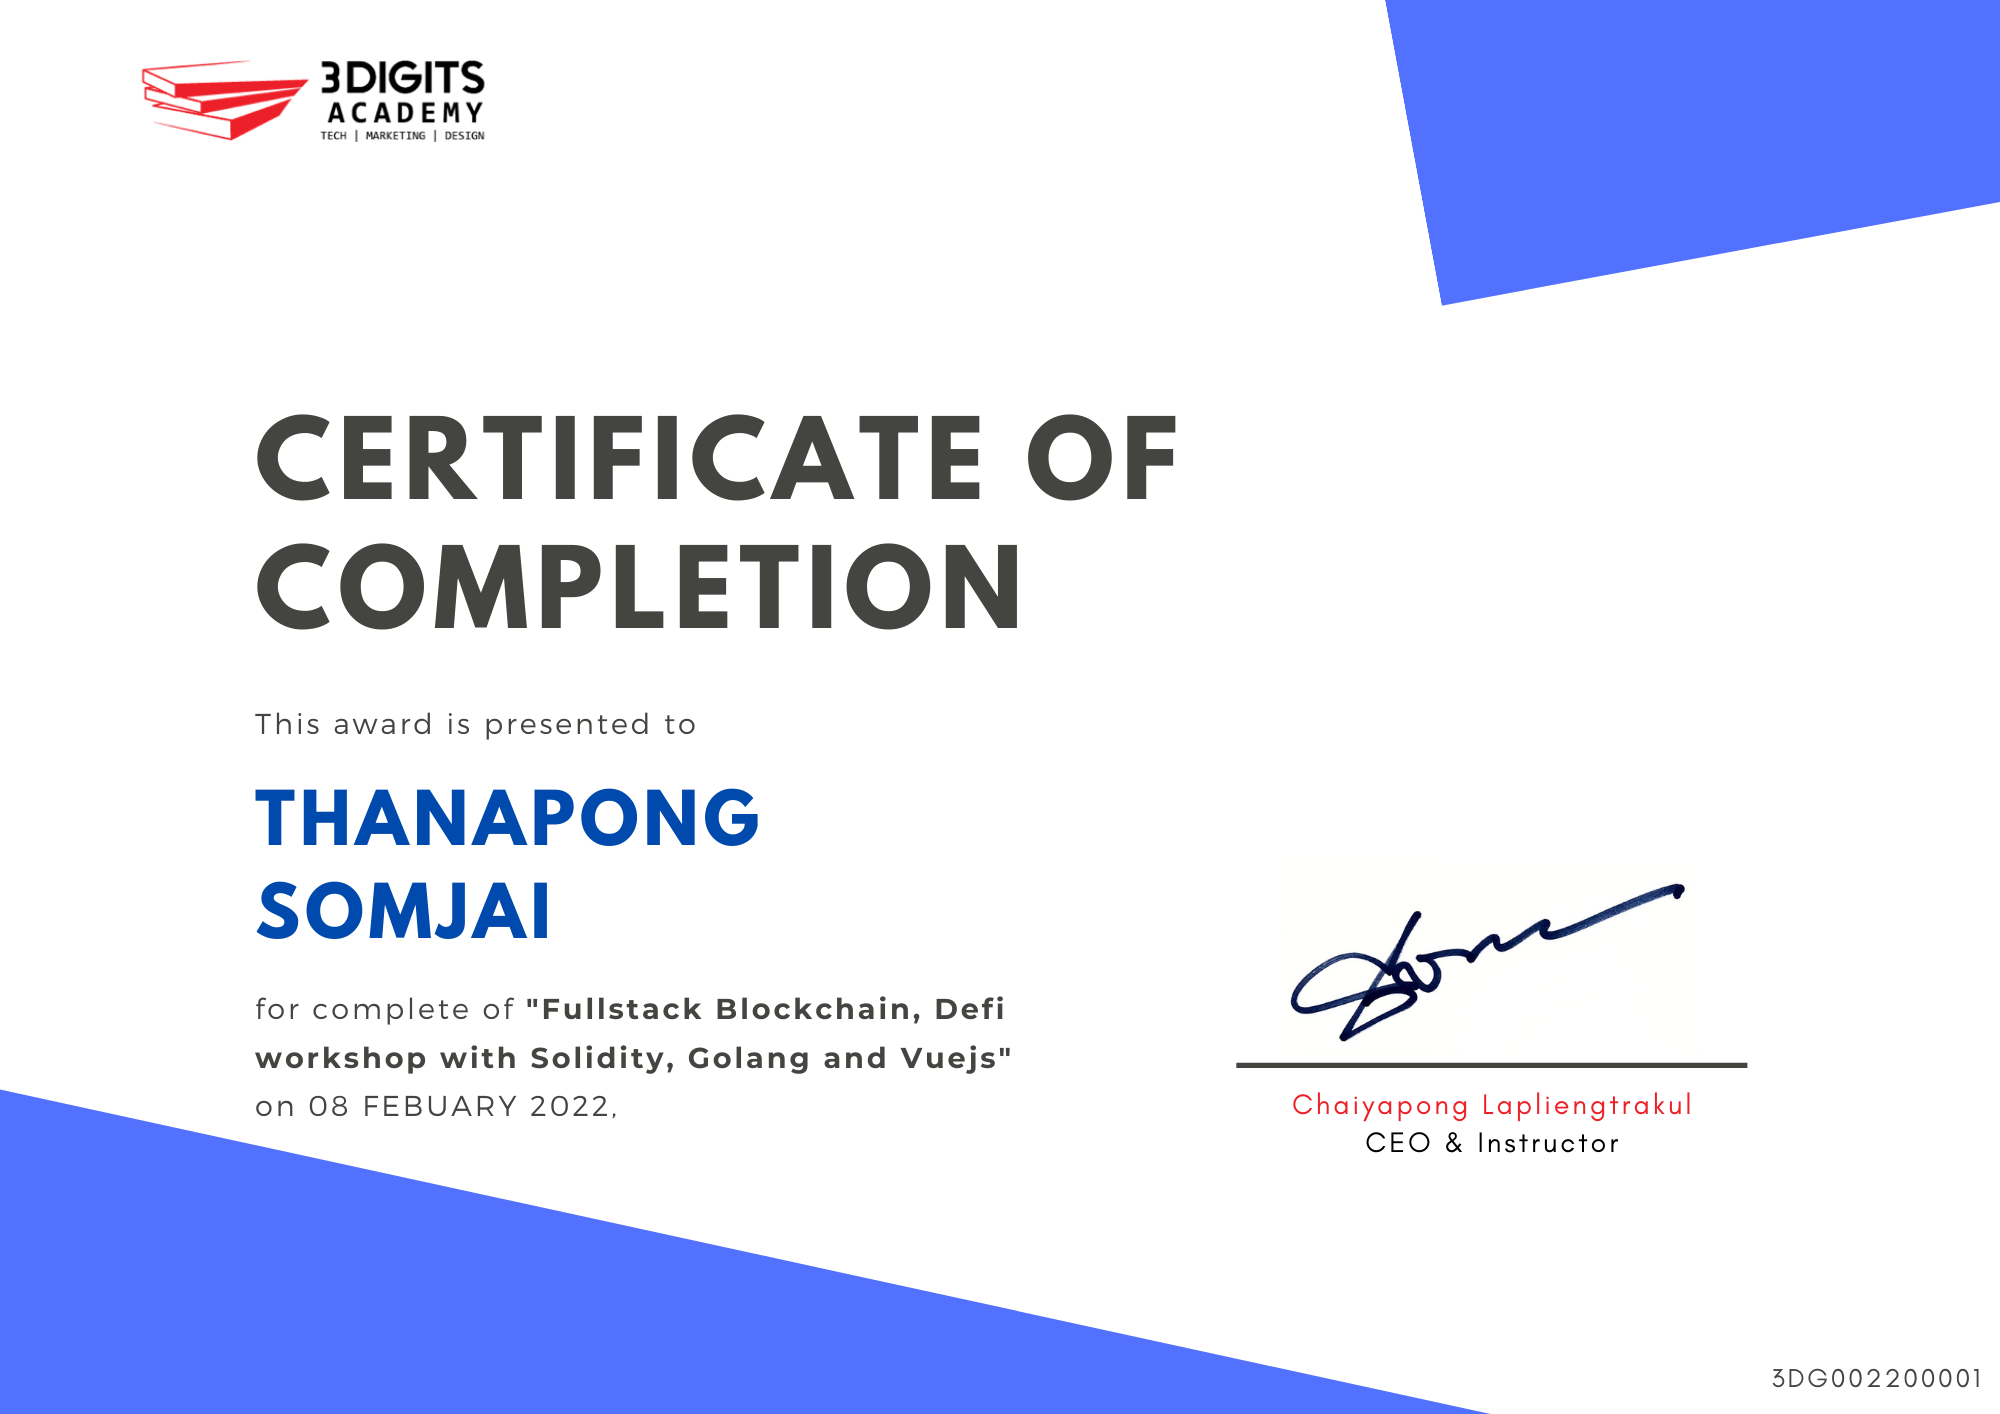 3DIGITS
ACADEMY
TECH | MARKETING | DESIGN
CERTIFICATE OF
COMPLETION
This award is presented to
THANAPONG
SOMJAI
for complete of "Fullstack Blockchain, Defi
workshop with Solidity, Golang and Vuejs"
on 08 FEBUARY 2022,
Chaiyapong Lapliengtrakul
CEO & Instructor
3DG002200001